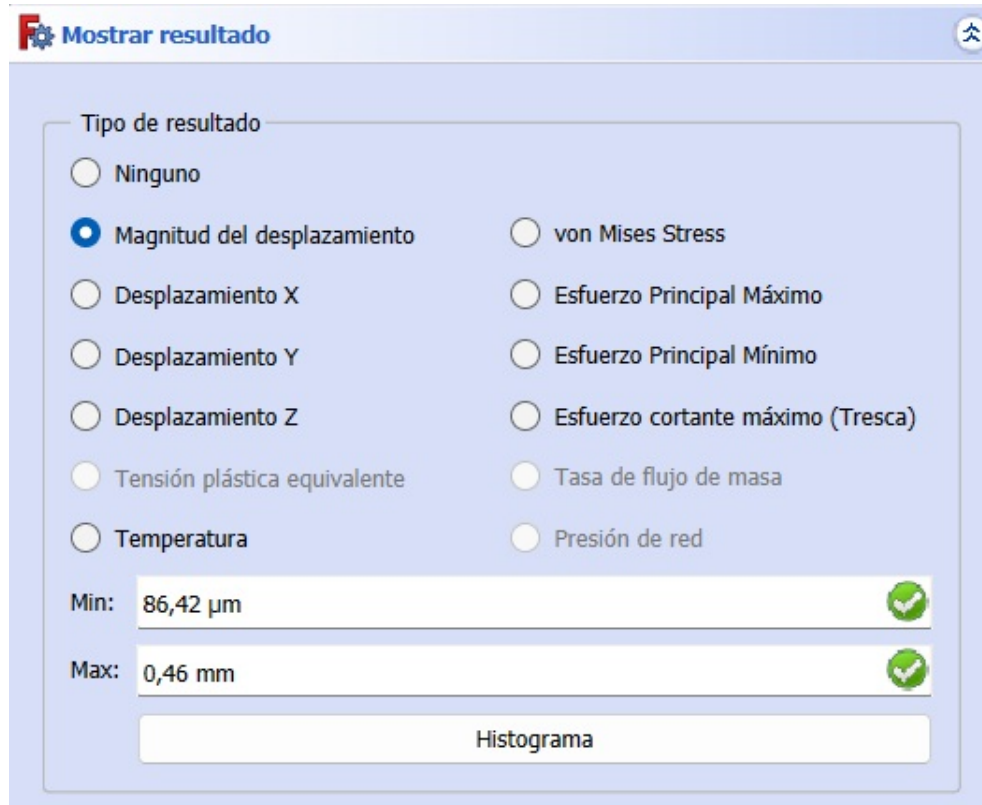 Mostrar resultado
Tipo de resultado
Ninguno
Magnitud del desplazamiento von Mises Stress
Desplazamiento X Esfuerzo Principal Máximo
Desplazamiento Y Esfuerzo Principal Mínimo
Desplazamiento Z Esfuerzo cortante máximo (Tresca)
Tensión plástica equivalente Tasa de flujo de masa
Temperatura Presión de red
Min: 86,42 µm
Max: 0,46 mm
Histograma